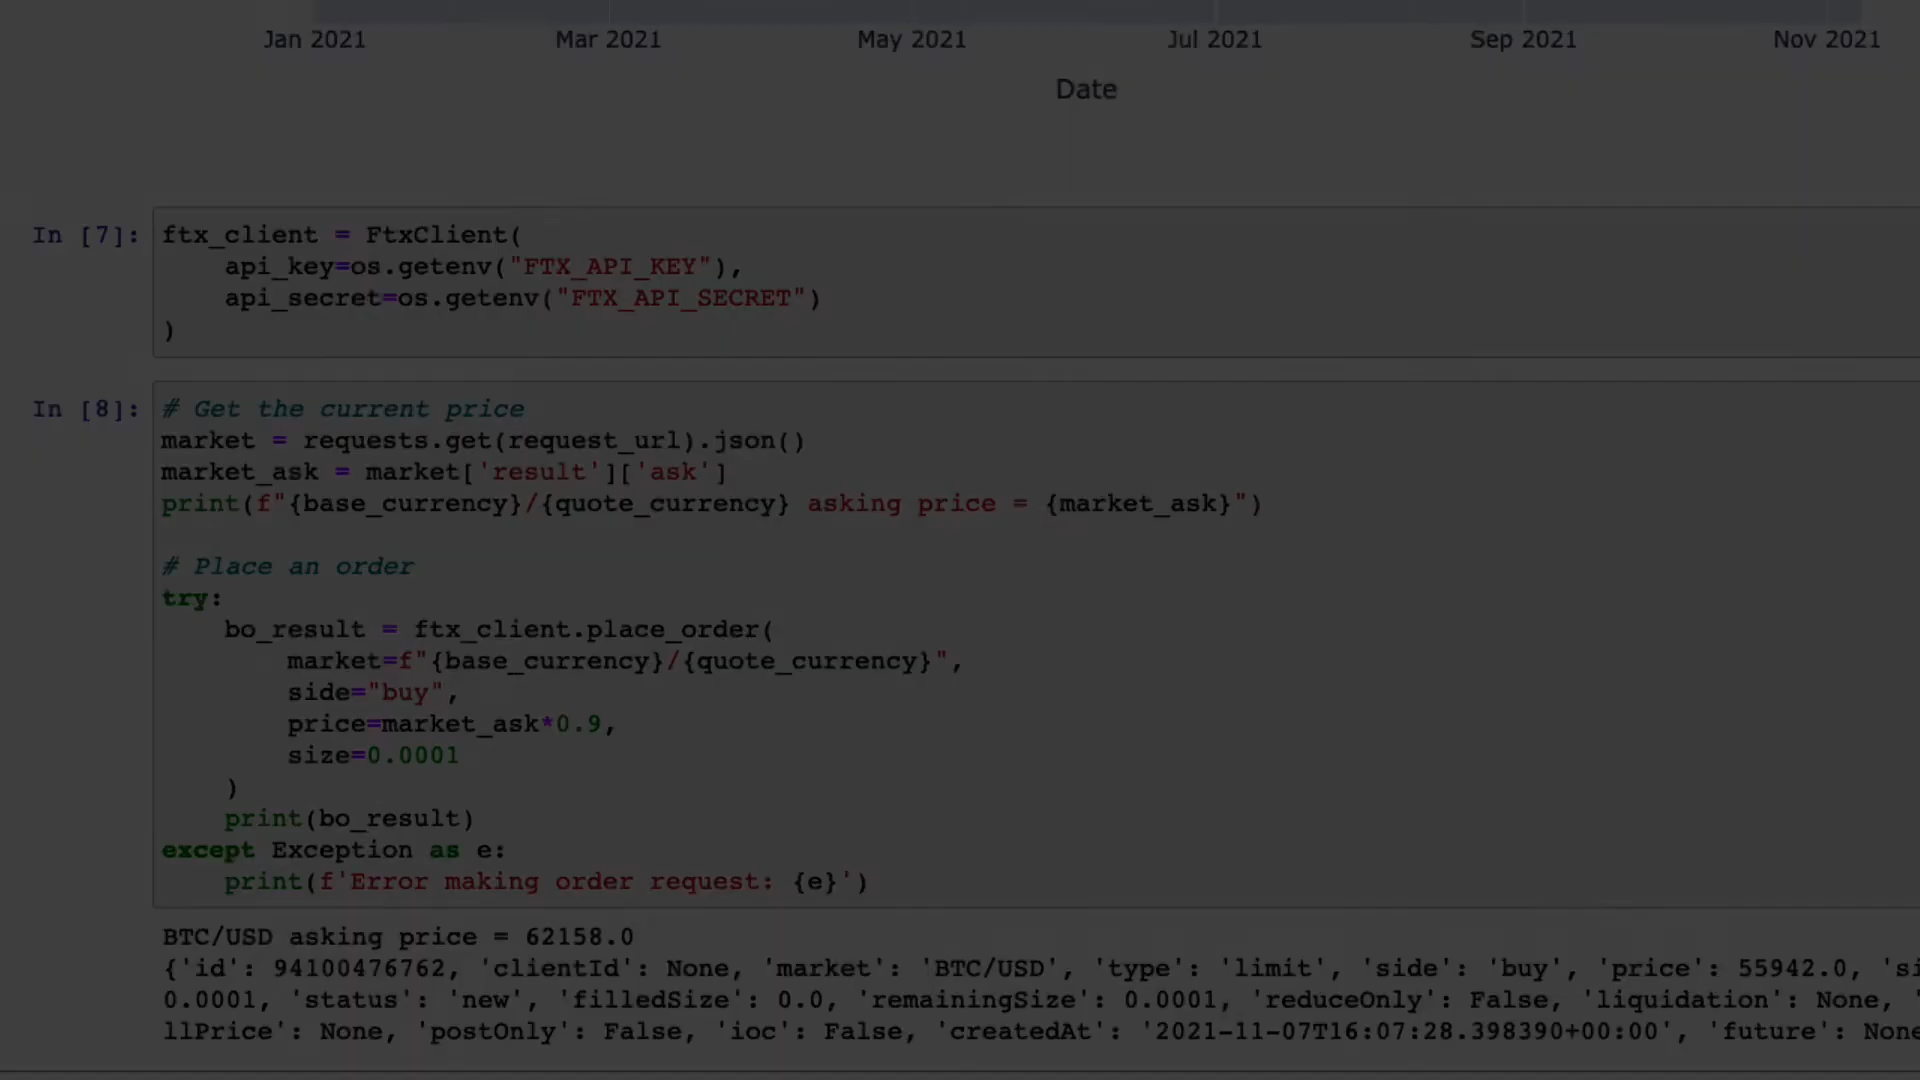 Jan 2021 Mar 2021 May 2021 Jul 2021 Sep 2021 Nov 2021
Date
In [7]: ftx_client = FtxClient(
    api_key=os.getenv("FTX_API_KEY"),
    api_secret=os.getenv("FTX_API_SECRET")
)
In [8]: # Get the current price
market = requests.get(request_url).json()
market_ask = market['result']['ask']
print(f"{base_currency}/{quote_currency} asking price = {market_ask}")
# Place an order
try:
    bo_result = ftx_client.place_order(
        market=f"{base_currency}/{quote_currency}",
        side="buy",
        price=market_ask*0.9,
        size=0.0001
    )
    print(bo_result)
except Exception as e:
    print(f'Error making order request: {e}')
BTC/USD asking price = 62158.0
{'id': 94100476762, 'clientId': None, 'market': 'BTC/USD', 'type': 'limit', 'side': 'buy', 'price': 55942.0, 'si
0.0001, 'status': 'new', 'filledSize': 0.0, 'remainingSize': 0.0001, 'reduceOnly': False, 'liquidation': None, '
llPrice': None, 'postOnly': False, 'ioc': False, 'createdAt': '2021-11-07T16:07:28.398390+00:00', 'future': None